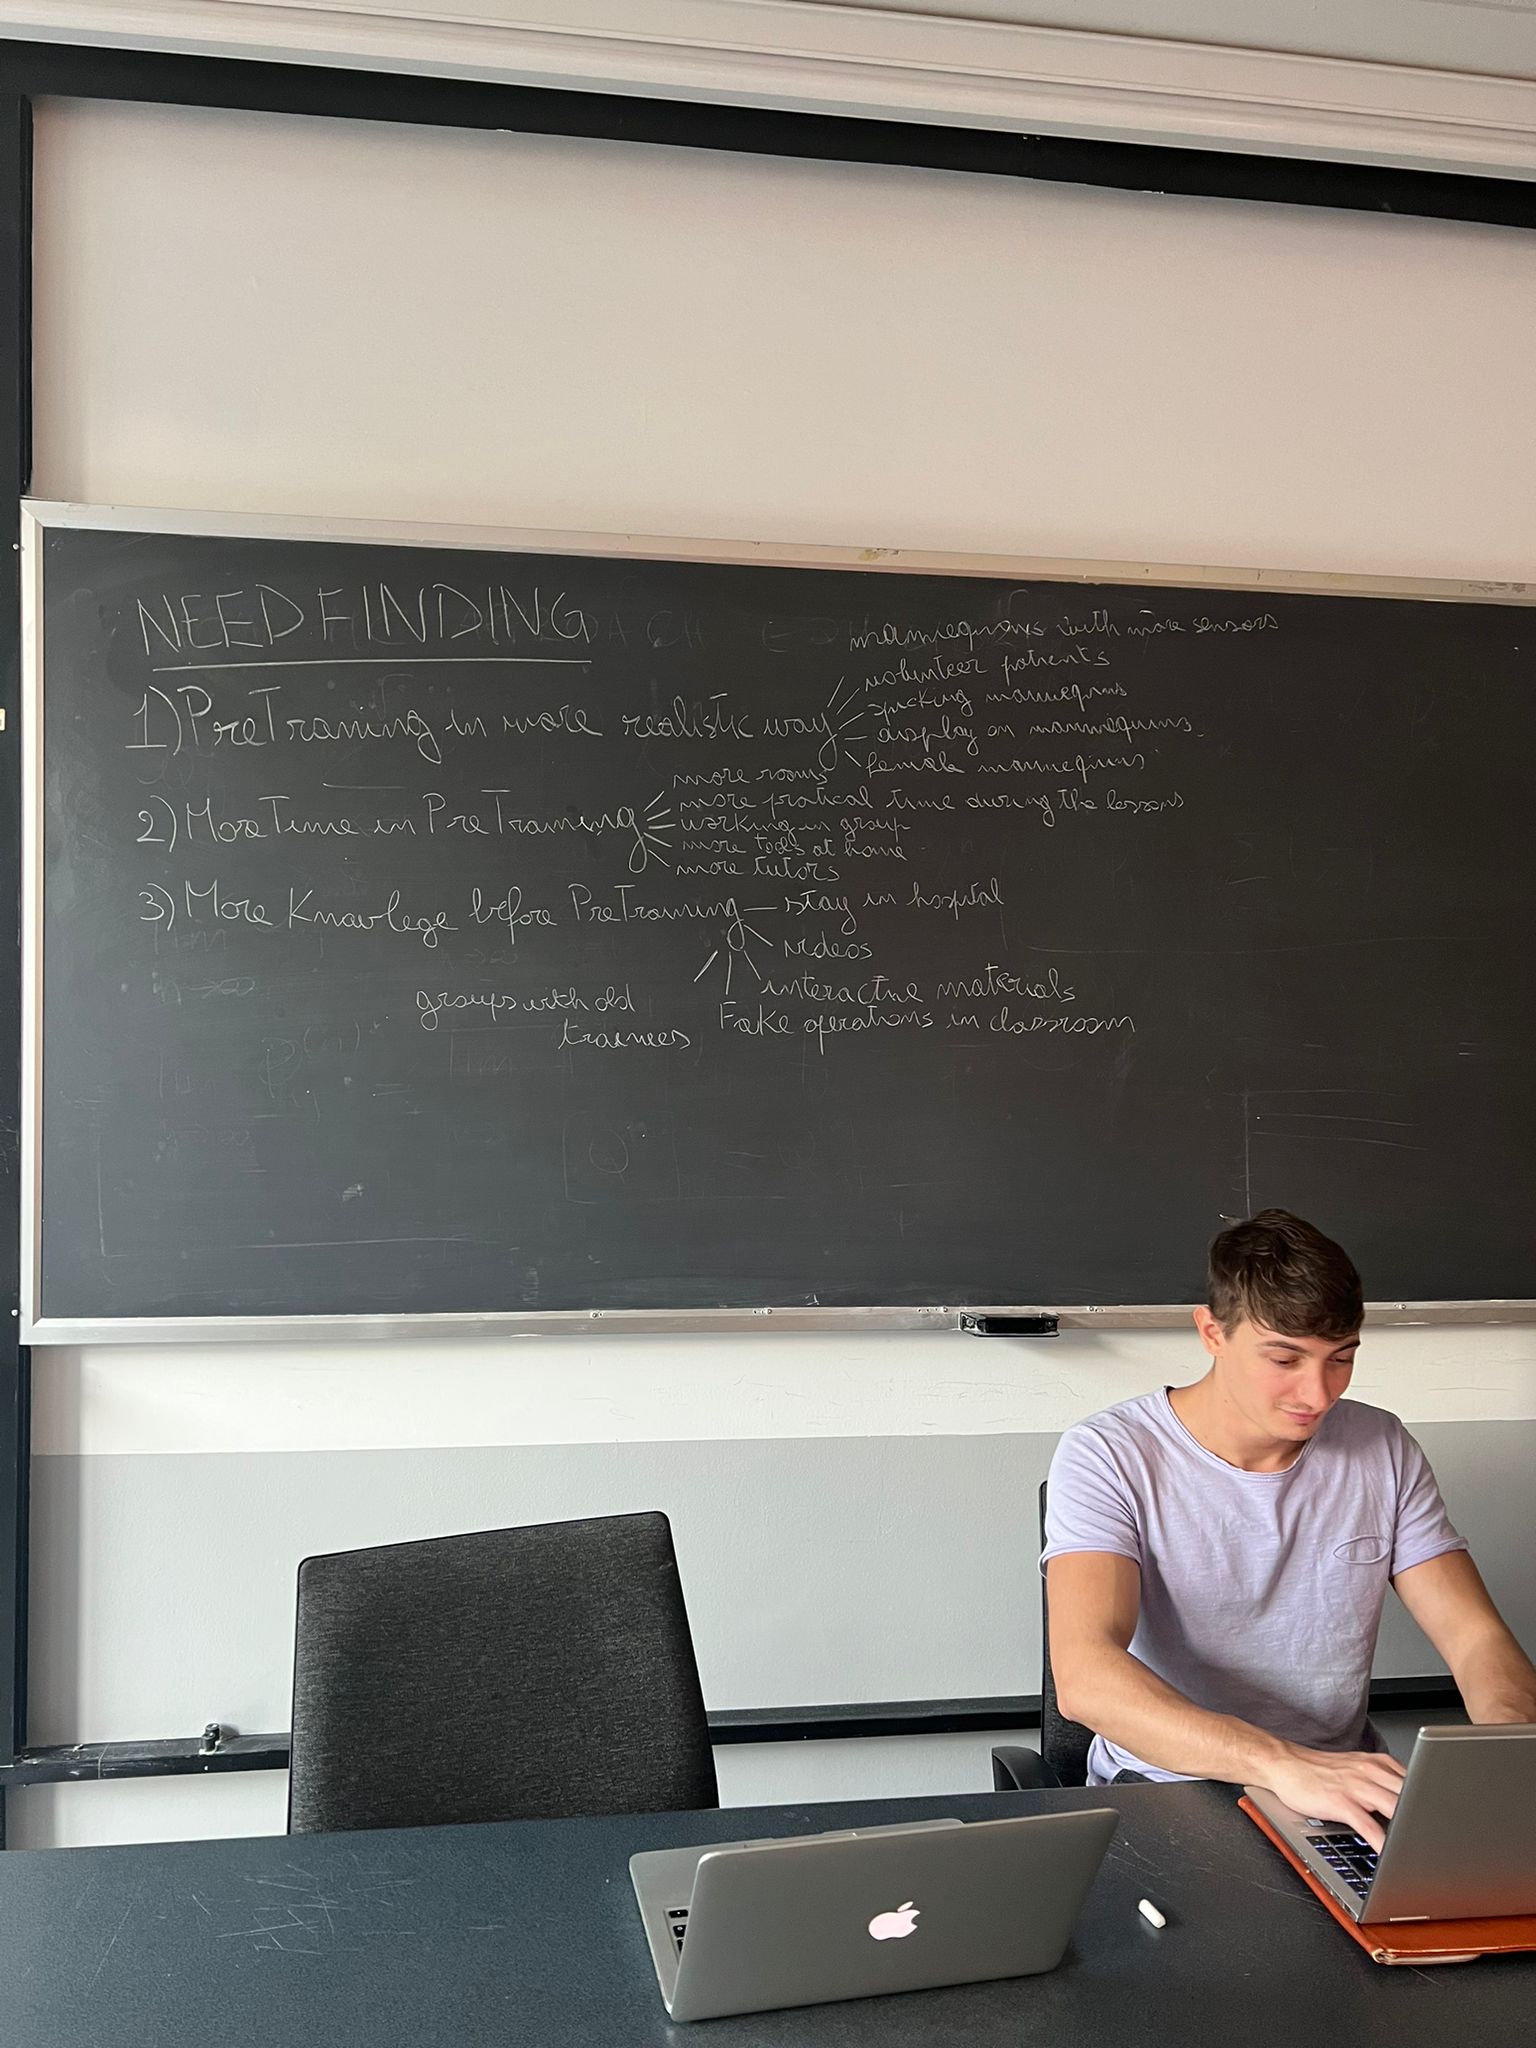 NEEDFINDING
1) PreTraining in more realistic way
mannequins with more sensors
volunteer patients
specking mannequins
display on mannequins
female mannequins
2) More Time in PreTraining
more rooms
more pratical time during the lessons
working in group
more tools at home
more tutors
3) More Knowlege before PreTraining
stay in hospital
videos
interactive materials
Fake operations in classroom
groups with old
trainees